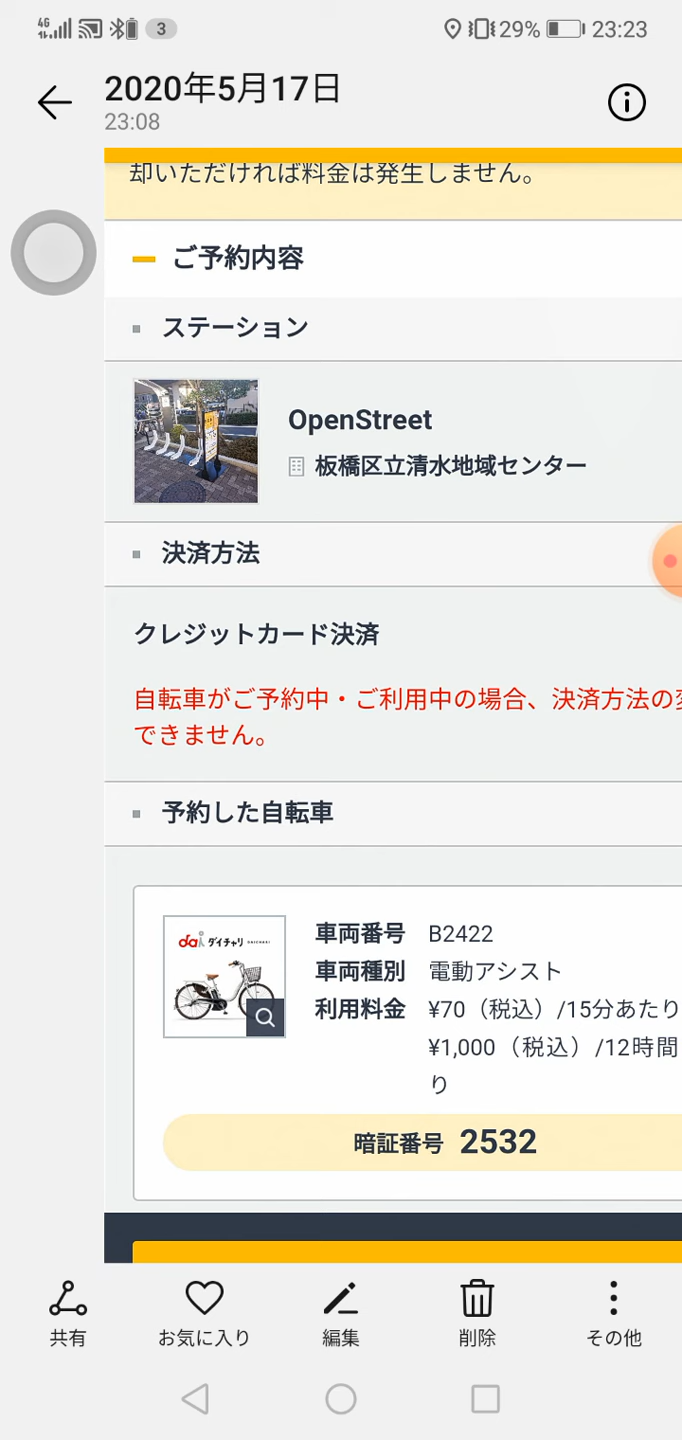 4G 3 29% 23:23
2020年5月17日
23:08
却いただければ料金は発生しません。
ご予約内容
ステーション
OpenStreet
板橋区立清水地域センター
決済方法
クレジットカード決済
自転車がご予約中・ご利用中の場合、決済方法の変
できません。
予約した自転車
dai ダイチャリ DAICHARI
車両番号 B2422
車両種別 電動アシスト
利用料金 ¥70（税込）/15分あたり
¥1,000（税込）/12時間
り
暗証番号 2532
共有 お気に入り 編集 削除 その他